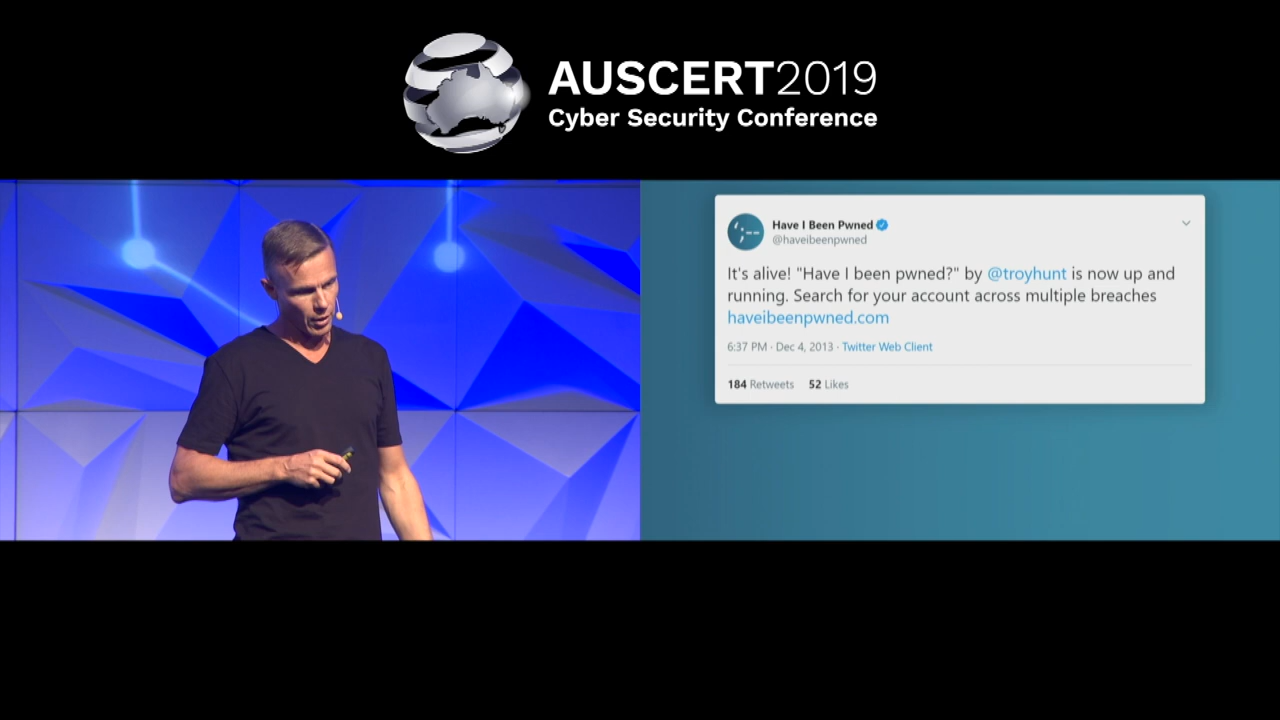 AUSCERT2019
Cyber Security Conference
Have I Been Pwned
@haveibeenpwned
It's alive! "Have I been pwned?" by @troyhunt is now up and
running. Search for your account across multiple breaches
haveibeenpwned.com
6:37 PM · Dec 4, 2013 · Twitter Web Client
184 Retweets 52 Likes